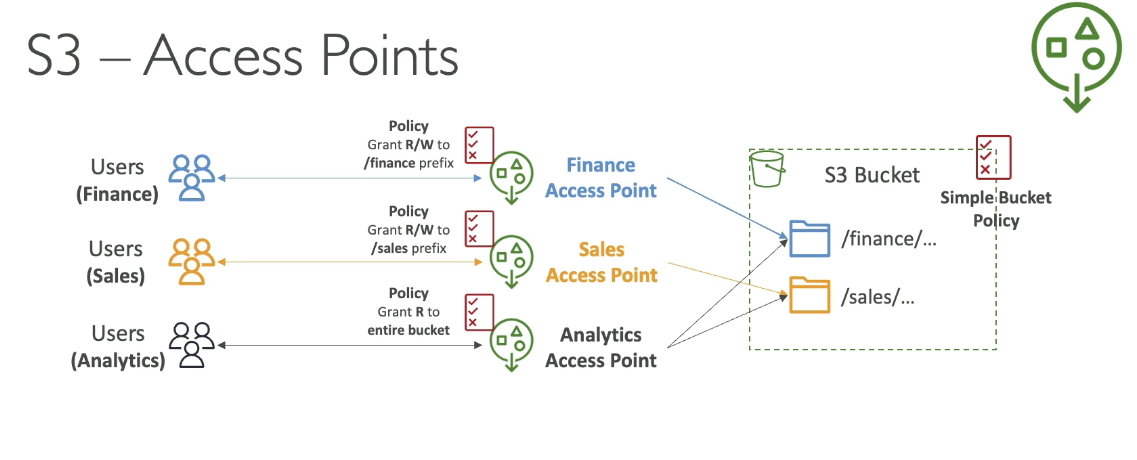 S3 – Access Points
Users
(Finance)
Policy
Grant R/W to
/finance prefix
Finance
Access Point
Users
(Sales)
Policy
Grant R/W to
/sales prefix
Sales
Access Point
Users
(Analytics)
Policy
Grant R to
entire bucket
Analytics
Access Point
S3 Bucket
Simple Bucket
Policy
/finance/...
/sales/...